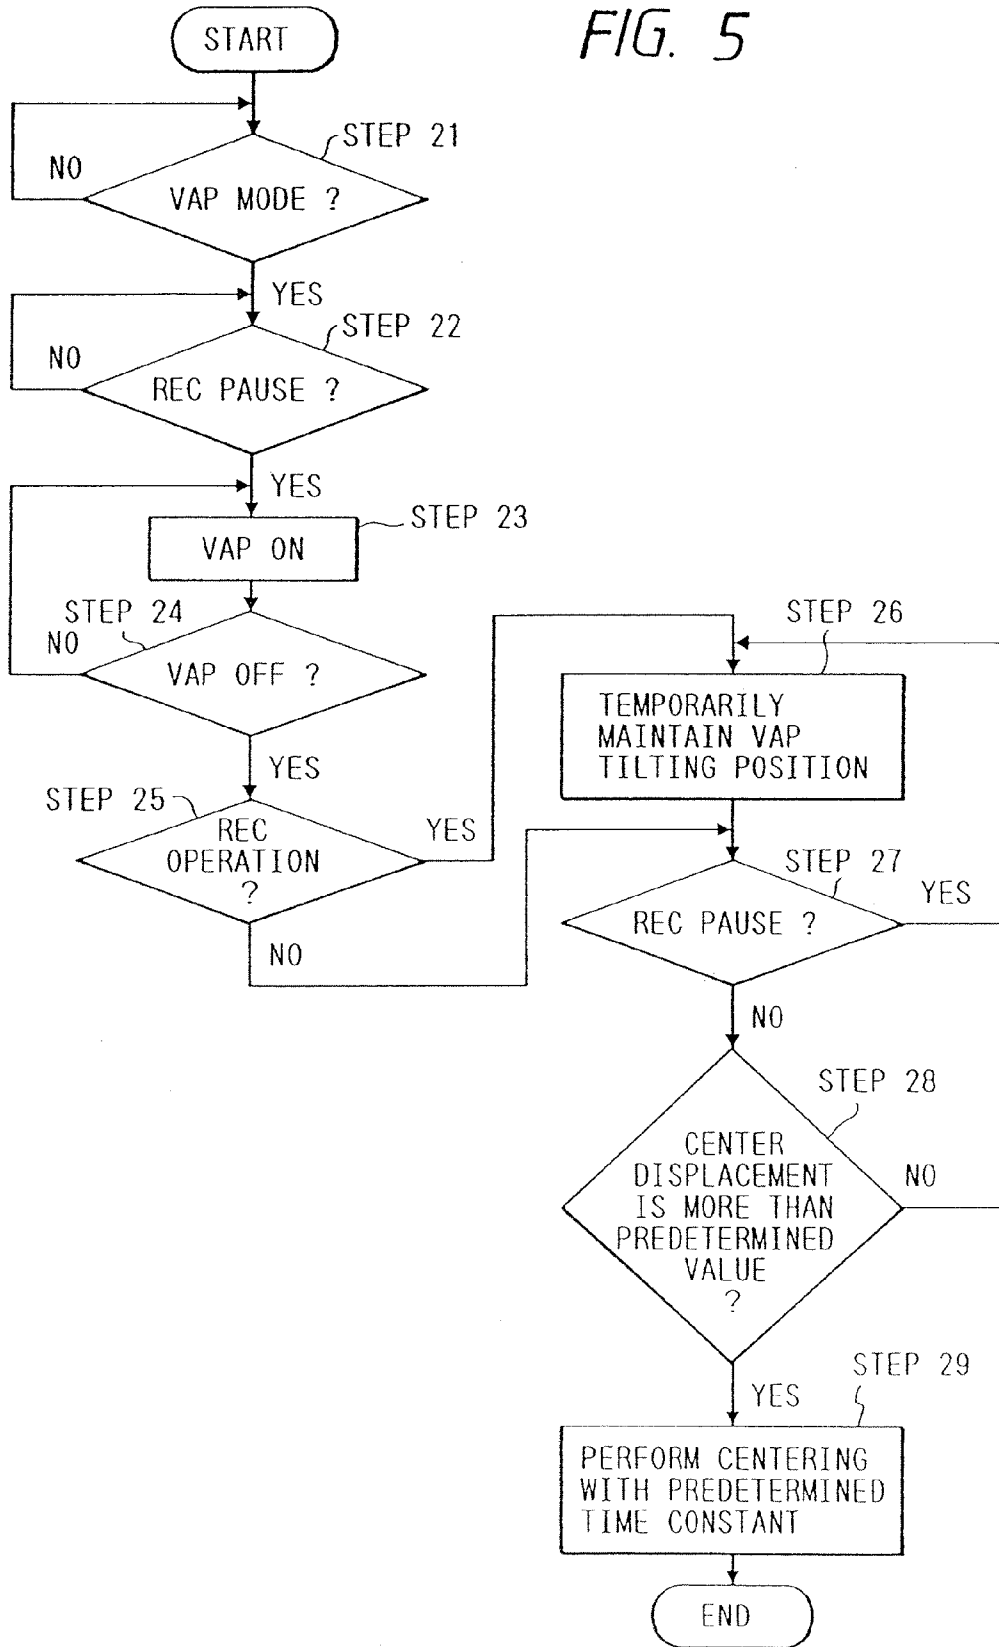 FIG. 5
START
STEP 21
NO
VAP MODE ?
YES
STEP 22
NO
REC PAUSE ?
YES
STEP 23
VAP ON
STEP 24
NO
VAP OFF ?
YES
STEP 25
REC
OPERATION
?
YES
NO
STEP 26
TEMPORARILY
MAINTAIN VAP
TILTING POSITION
STEP 27
YES
REC PAUSE ?
NO
STEP 28
CENTER
DISPLACEMENT
IS MORE THAN
PREDETERMINED
VALUE
?
NO
YES
STEP 29
PERFORM CENTERING
WITH PREDETERMINED
TIME CONSTANT
END